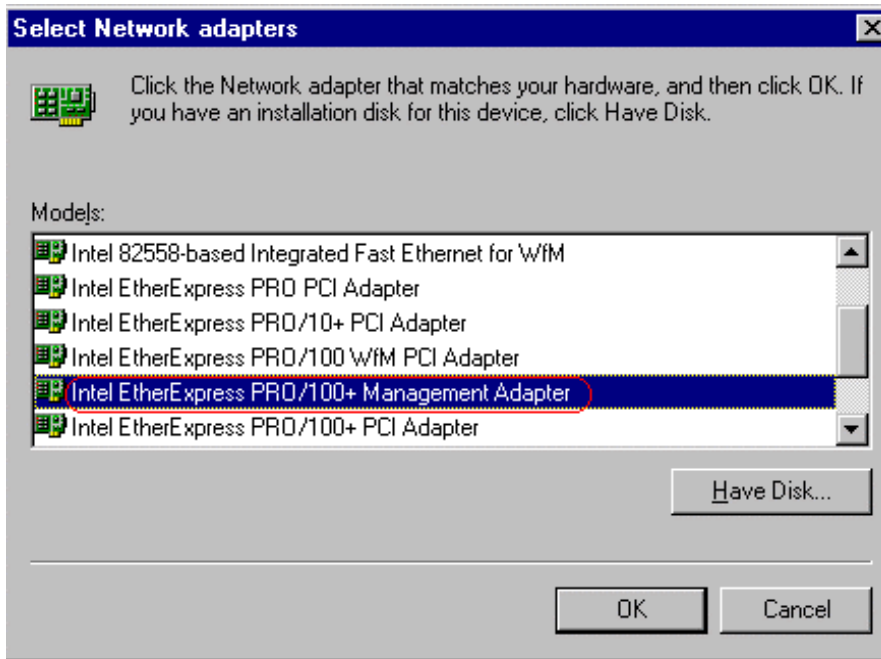 Select Network adapters
Click the Network adapter that matches your hardware, and then click OK. If
you have an installation disk for this device, click Have Disk.
Models:
Intel 82558-based Integrated Fast Ethernet for WfM
Intel EtherExpress PRO PCI Adapter
Intel EtherExpress PRO/10+ PCI Adapter
Intel EtherExpress PRO/100 WfM PCI Adapter
Intel EtherExpress PRO/100+ Management Adapter
Intel EtherExpress PRO/100+ PCI Adapter
Have Disk...
OK
Cancel